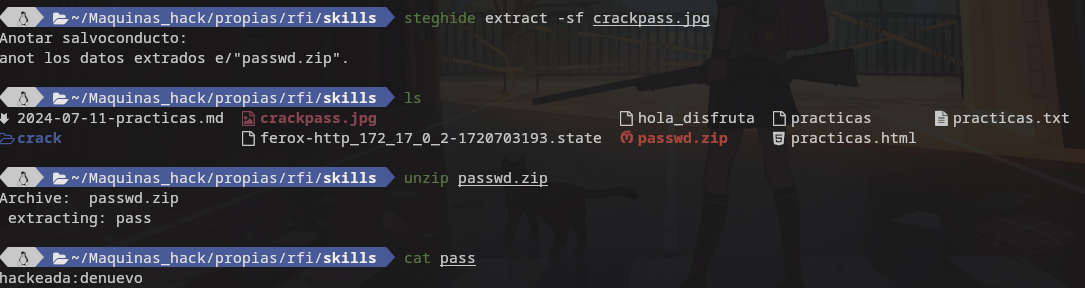 ~/Maquinas_hack/propias/rfi/skills steghide extract -sf crackpass.jpg
Anotar salvoconducto:
anot los datos extrados e/"passwd.zip".
~/Maquinas_hack/propias/rfi/skills ls
2024-07-11-practicas.md crackpass.jpg hola_disfruta practicas practicas.txt
crack ferox-http_172_17_0_2-1720703193.state passwd.zip practicas.html
~/Maquinas_hack/propias/rfi/skills unzip passwd.zip
Archive:  passwd.zip
 extracting: pass
~/Maquinas_hack/propias/rfi/skills cat pass
hackeada:denuevo